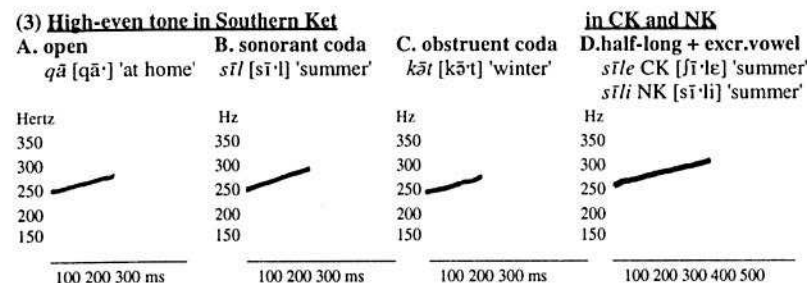 (3) High-even tone in Southern Ket in CK and NK
A. open B. sonorant coda C. obstruent coda D.half-long + excr.vowel
qā [qā·] 'at home' sīl [sī·l] 'summer' kə̄t [kə̄·t] 'winter' sīle CK [ʃī·lɛ] 'summer'
sīli NK [sī·li] 'summer'
Hertz Hz Hz Hz
350 350 350 350
300 300 300 300
250 250 250 250
200 200 200 200
150 150 150 150
100 200 300 ms 100 200 300 ms 100 200 300 ms 100 200 300 400 500